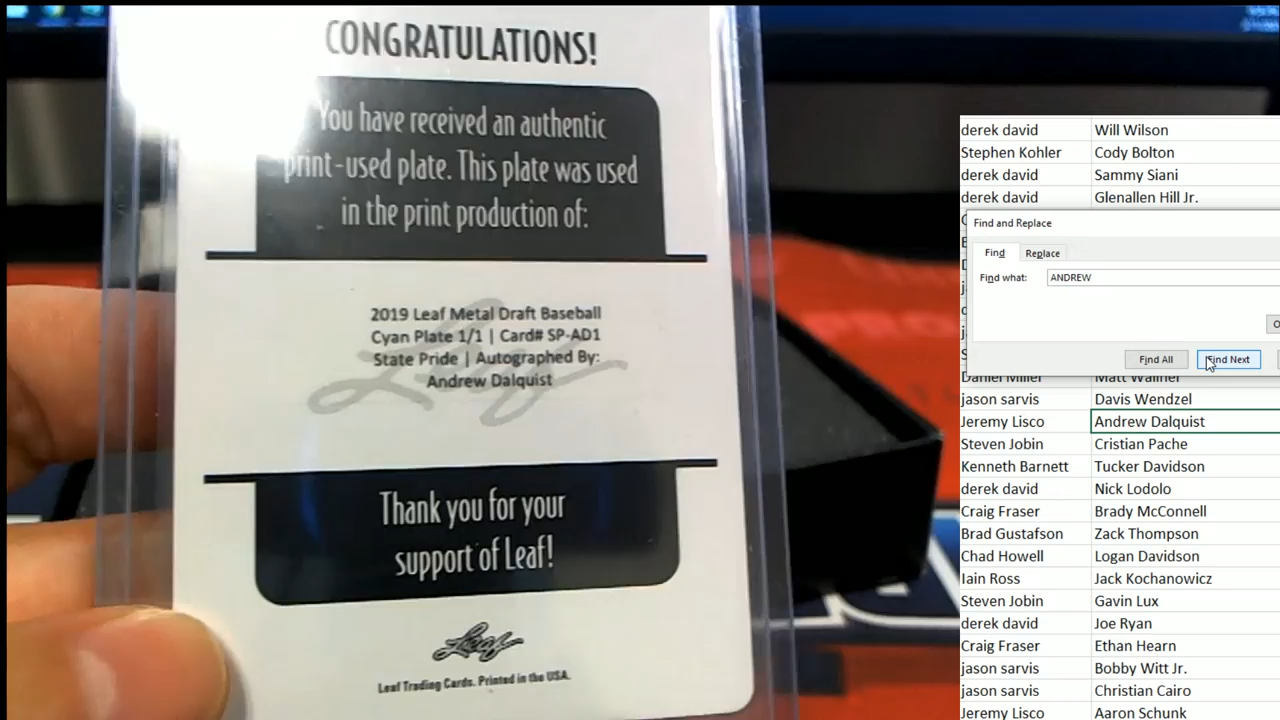 CONGRATULATIONS!
You have received an authentic
print-used plate. This plate was used
in the print production of:
Leaf
2019 Leaf Metal Draft Baseball
Cyan Plate 1/1 | Card# SP-AD1
State Pride | Autographed By:
Andrew Dalquist
Thank you for your
support of Leaf!
Leaf
Leaf Trading Cards. Printed in the USA.
derek david Will Wilson
Stephen Kohler Cody Bolton
derek david Sammy Siani
derek david Glenallen Hill Jr.
Find and Replace
Find Replace
Find what: ANDREW
Find All Find Next
Daniel Miller Matt Wallner
jason sarvis Davis Wendzel
Jeremy Lisco Andrew Dalquist
Steven Jobin Cristian Pache
Kenneth Barnett Tucker Davidson
derek david Nick Lodolo
Craig Fraser Brady McConnell
Brad Gustafson Zack Thompson
Chad Howell Logan Davidson
Iain Ross Jack Kochanowicz
Steven Jobin Gavin Lux
derek david Joe Ryan
Craig Fraser Ethan Hearn
jason sarvis Bobby Witt Jr.
jason sarvis Christian Cairo
Jeremy Lisco Aaron Schunk